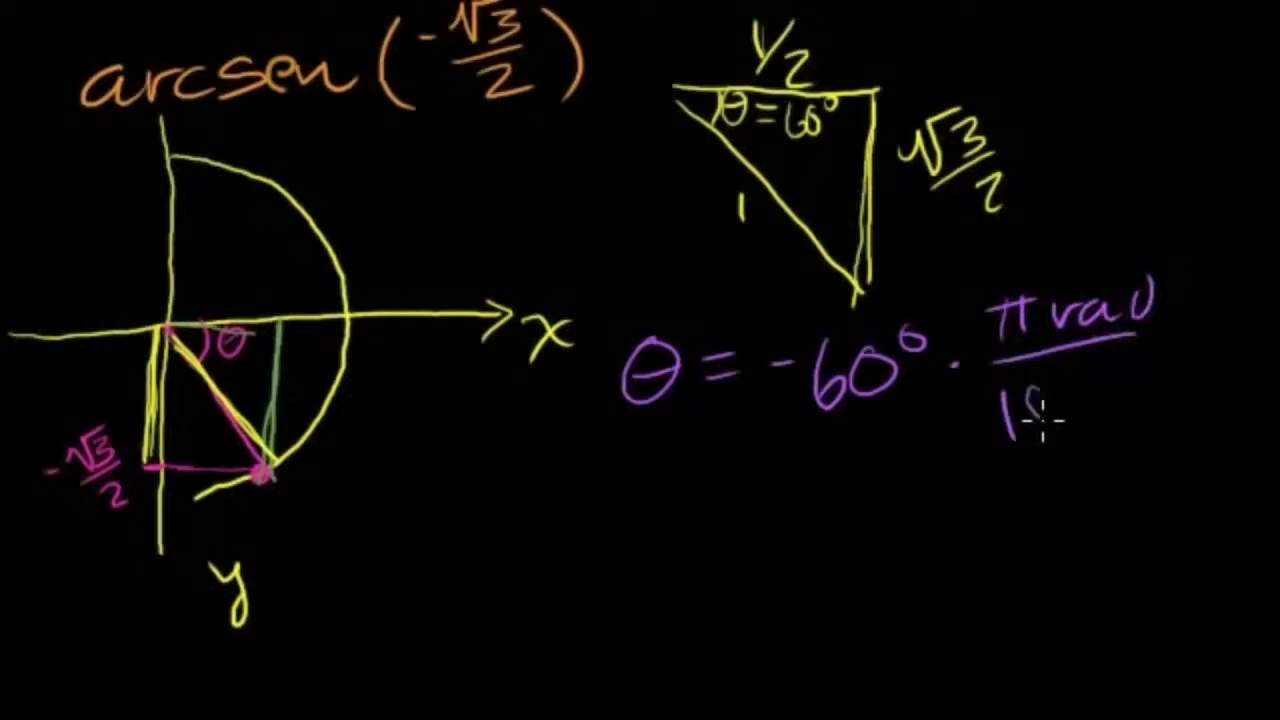 arcsen(-√3/2)
1/2
θ=60°
√3/2
1
x
θ
θ = -60° · π rad/18
-√3/2
y